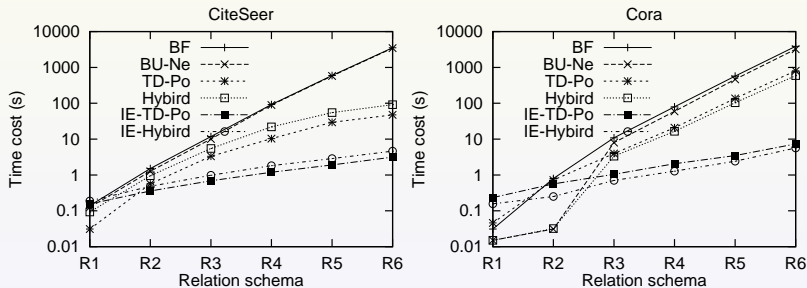 CiteSeer
10000
1000
100
10
1
0.1
0.01
Time cost (s)
BF
BU-Ne
TD-Po
Hybird
IE-TD-Po
IE-Hybird
R1 R2 R3 R4 R5 R6
Relation schema
Cora
10000
1000
100
10
1
0.1
0.01
Time cost (s)
BF
BU-Ne
TD-Po
Hybird
IE-TD-Po
IE-Hybird
R1 R2 R3 R4 R5 R6
Relation schema